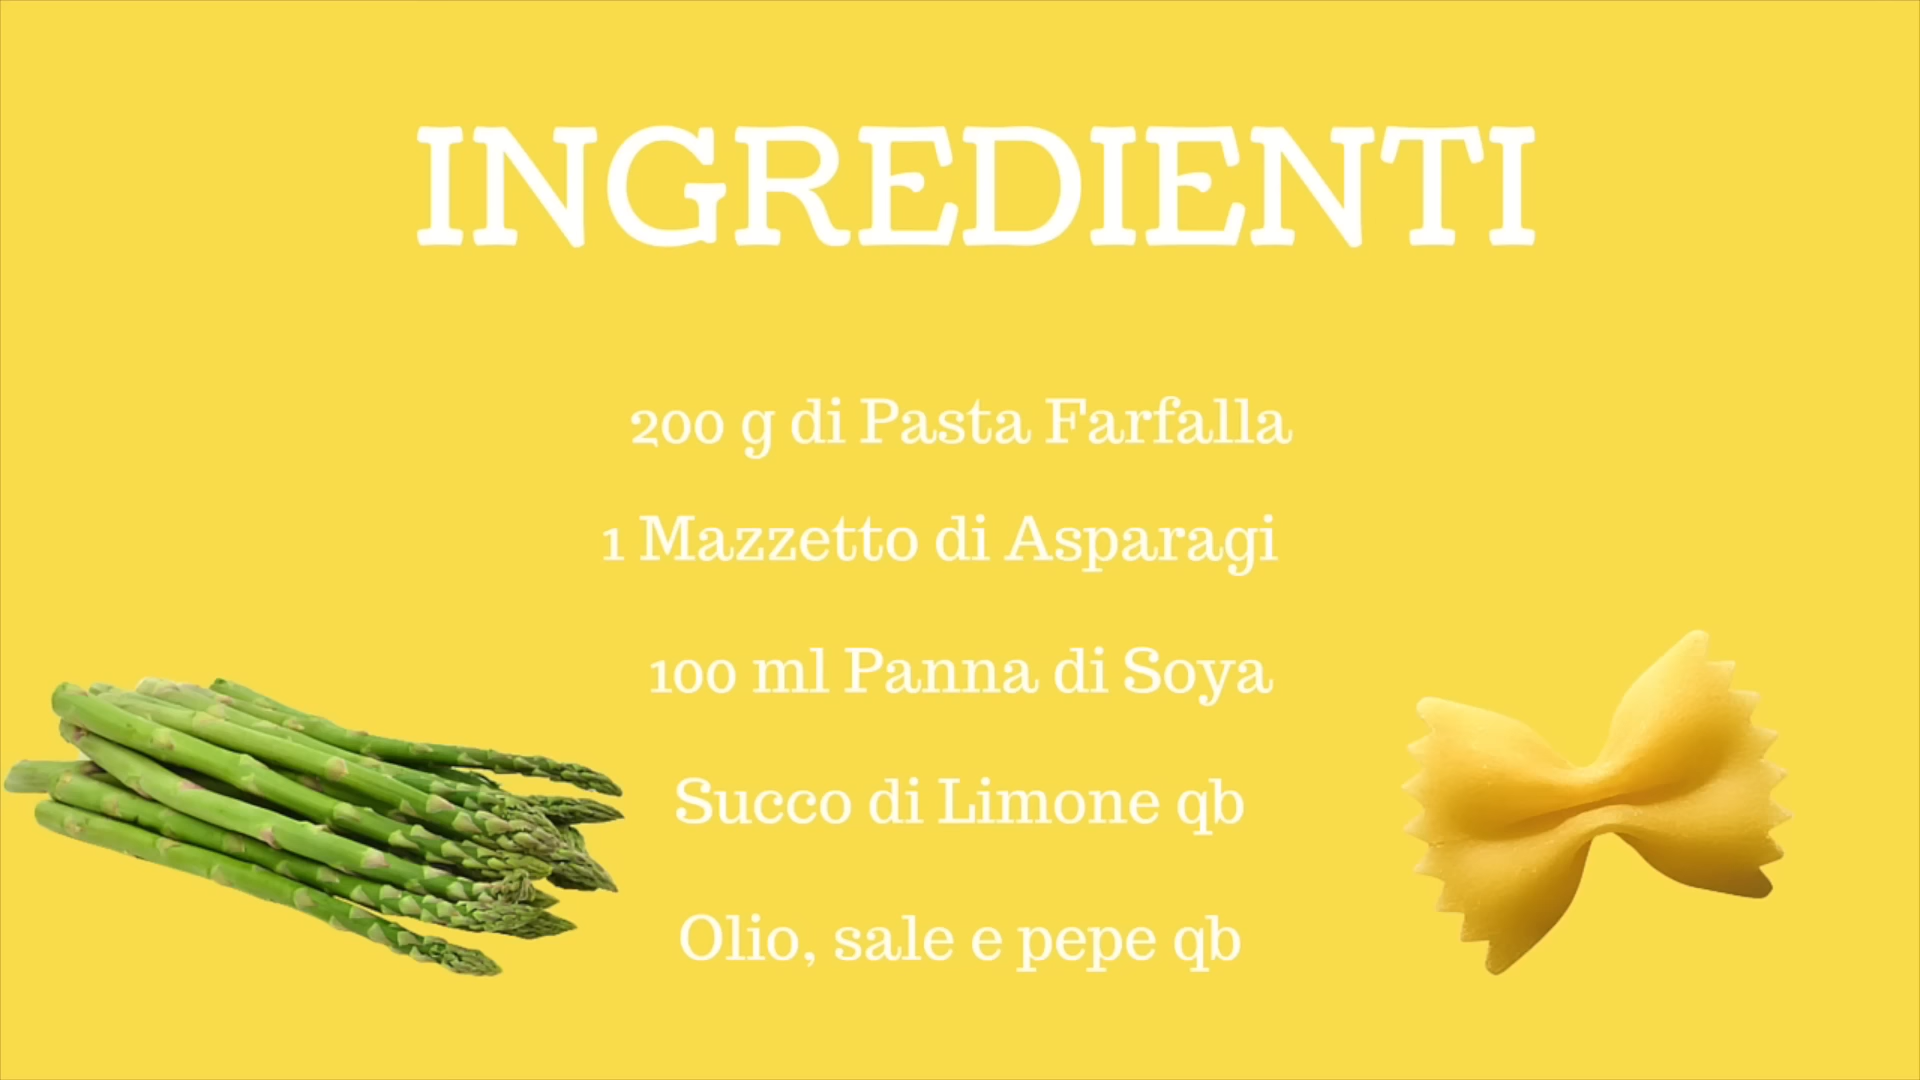 INGREDIENTI
200 g di Pasta Farfalla
1 Mazzetto di Asparagi
100 ml Panna di Soya
Succo di Limone qb
Olio, sale e pepe qb